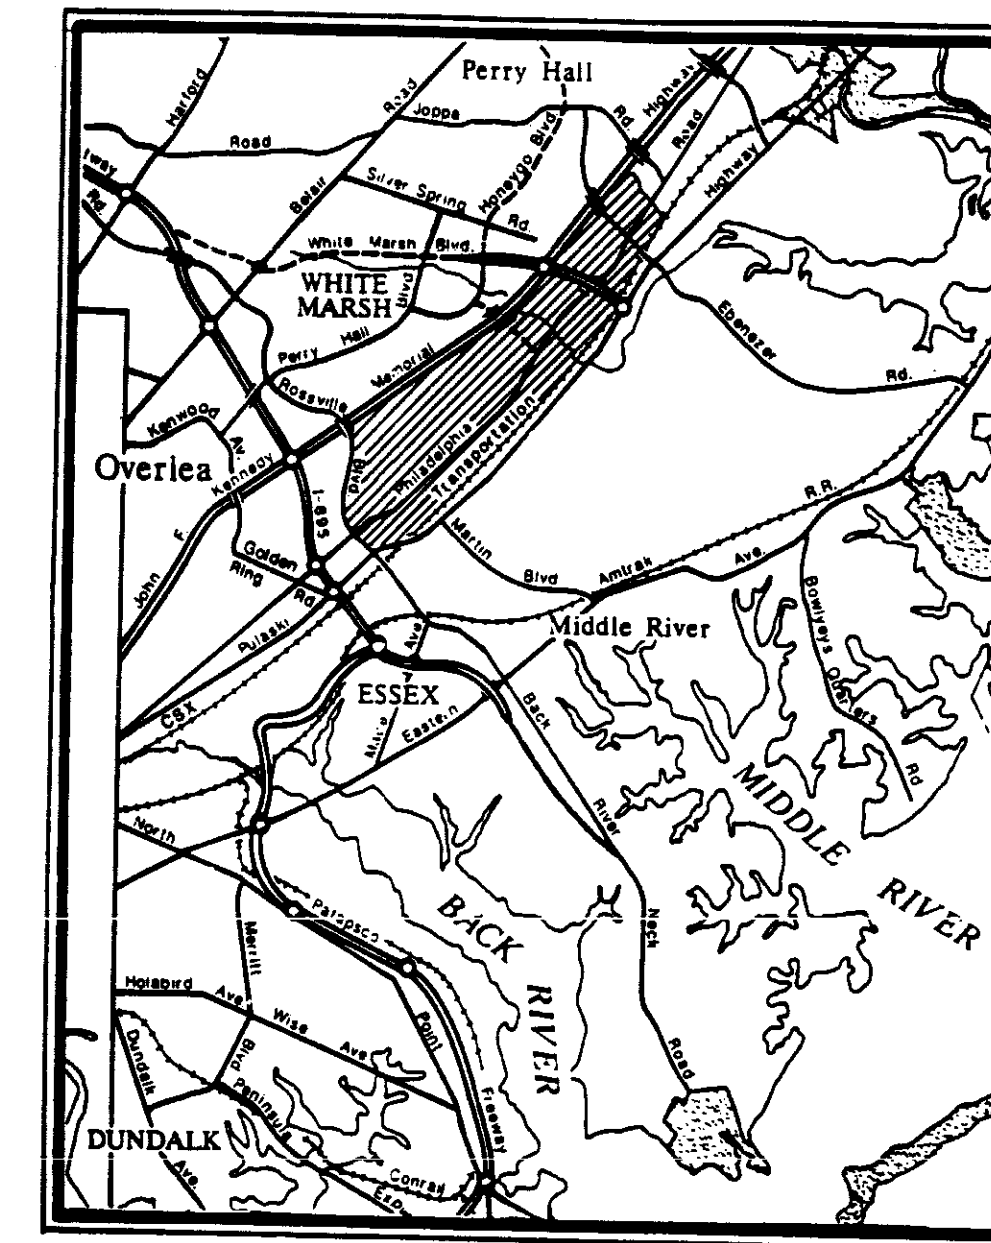 Perry Hall
Harford
Road
Joppa
Rd.
Highway
Road
Road
Belair
Silver Spring
Rd.
Honeygo Blvd.
Highway
tway
Rd.
White Marsh Blvd.
WHITE
MARSH
Blvd
Perry Hall
Memorial
Rossville
Blvd
Ebenezer
Rd.
Kenwood
Av.
Overlea
Kennedy
I-695
Philadelphia
Transportation
R.R.
F.
John
Golden
Ring
Rd
Martin
Blvd
Amtrak
Ave.
Pulaski
Middle River
Bowleys Quarters
Rd
CSX
Ave
ESSEX
Eastern
Back
River
Neck
Road
MIDDLE
RIVER
North
Patapsco
BACK
RIVER
Merritt
Blvd
Holabird
Ave.
Wise
Ave
Point
Freeway
Dundalk
Ave.
Peninsula
DUNDALK
Conrail